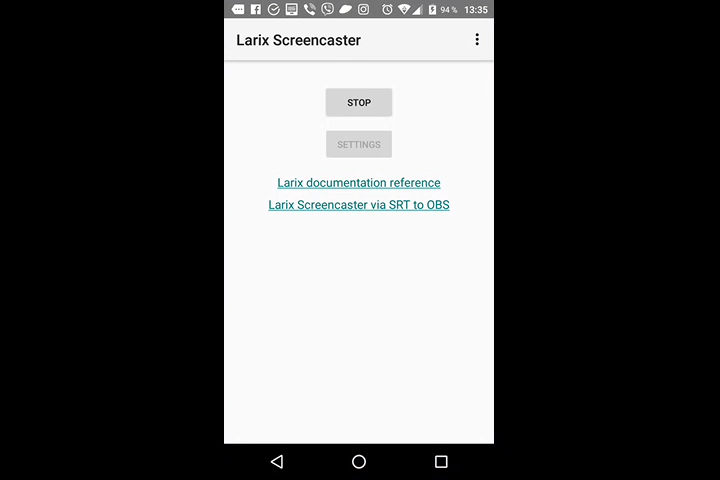 94 % 13:35
Larix Screencaster
STOP
SETTINGS
Larix documentation reference
Larix Screencaster via SRT to OBS